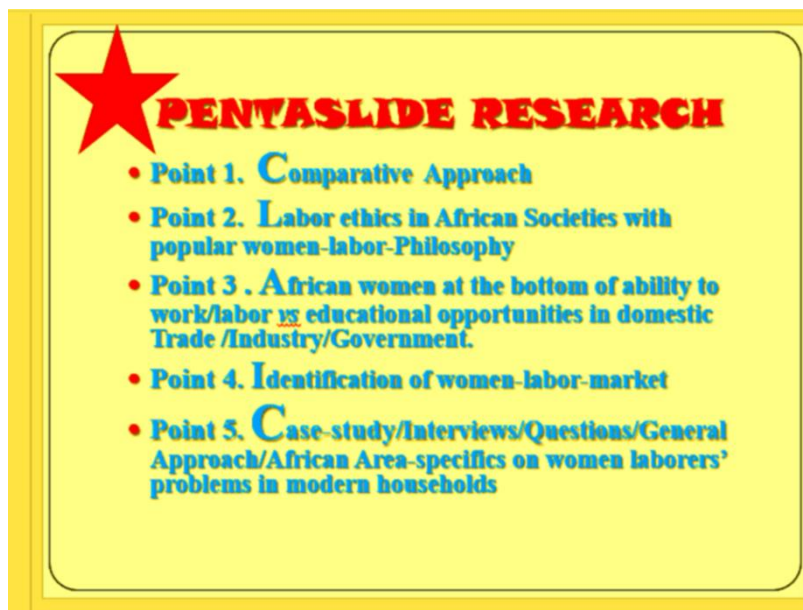 PENTASLIDE RESEARCH
• Point 1. Comparative Approach
• Point 2. Labor ethics in African Societies with
popular women-labor-Philosophy
• Point 3 . African women at the bottom of ability to
work/labor vs educational opportunities in domestic
Trade /Industry/Government.
• Point 4. Identification of women-labor-market
• Point 5. Case-study/Interviews/Questions/General
Approach/African Area-specifics on women laborers’
problems in modern households